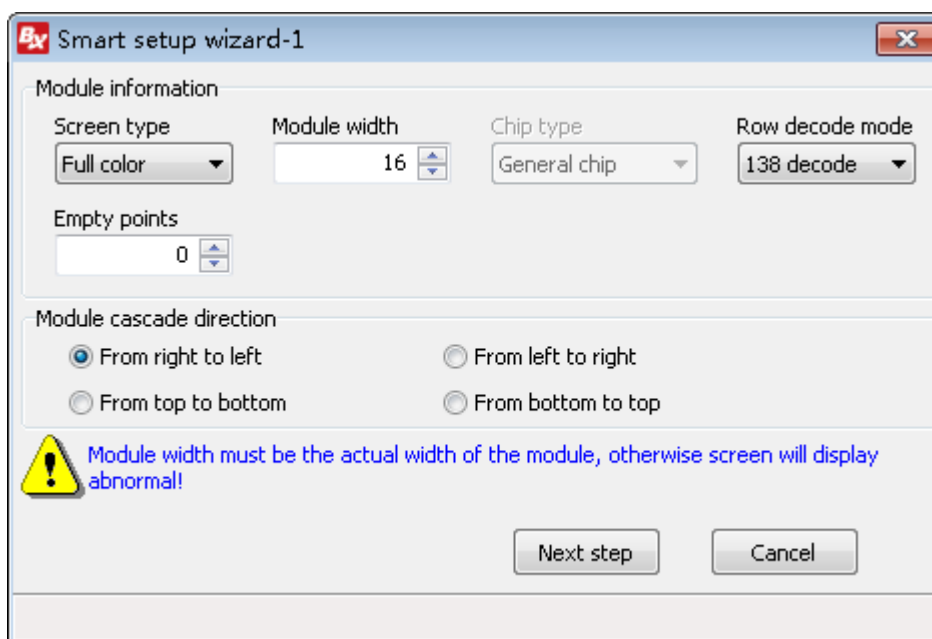 BX Smart setup wizard-1
Module information
Screen type Module width Chip type Row decode mode
Full color 16 General chip 138 decode
Empty points
0
Module cascade direction
From right to left From left to right
From top to bottom From bottom to top
Module width must be the actual width of the module, otherwise screen will display
abnormal!
Next step Cancel